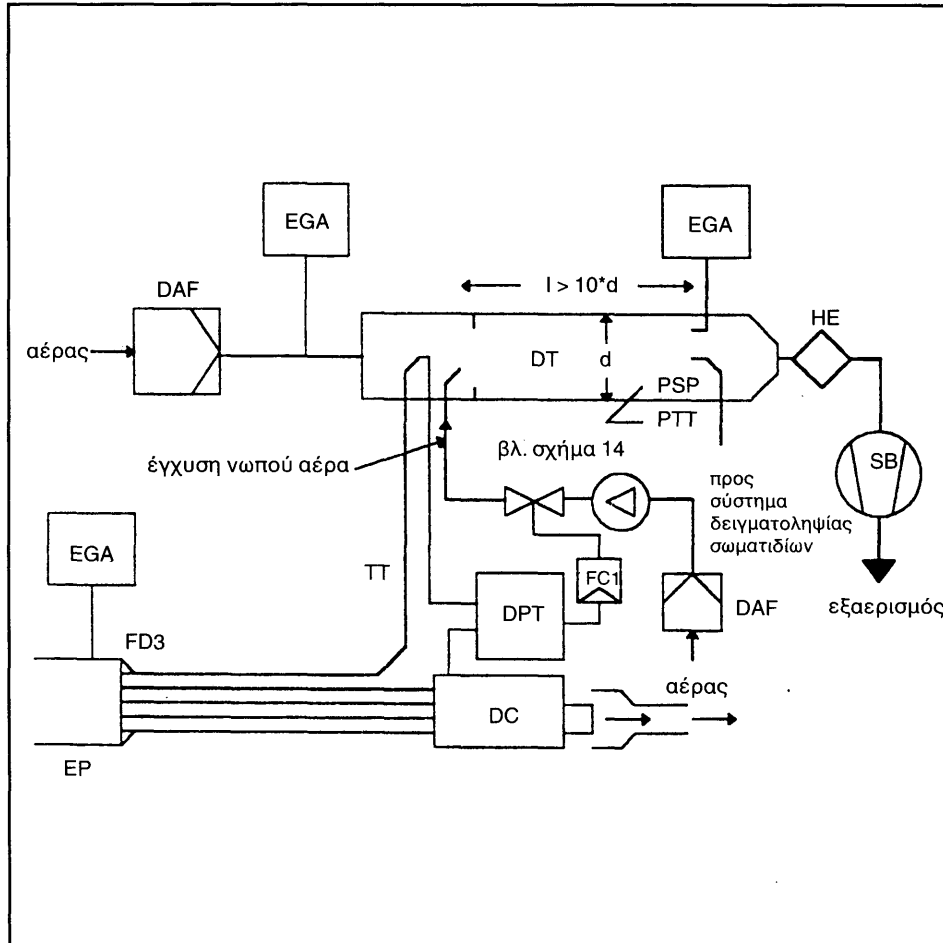 EGA
EGA
DAF
l > 10*d
HE
αέρας
DT
d
PSP
PTT
έγχυση νωπού αέρα
βλ. σχήμα 14
SB
προς
σύστημα
δειγματοληψίας
σωματιδίων
EGA
TT
FC1
DAF
εξαερισμός
DPT
FD3
αέρας
DC
EP